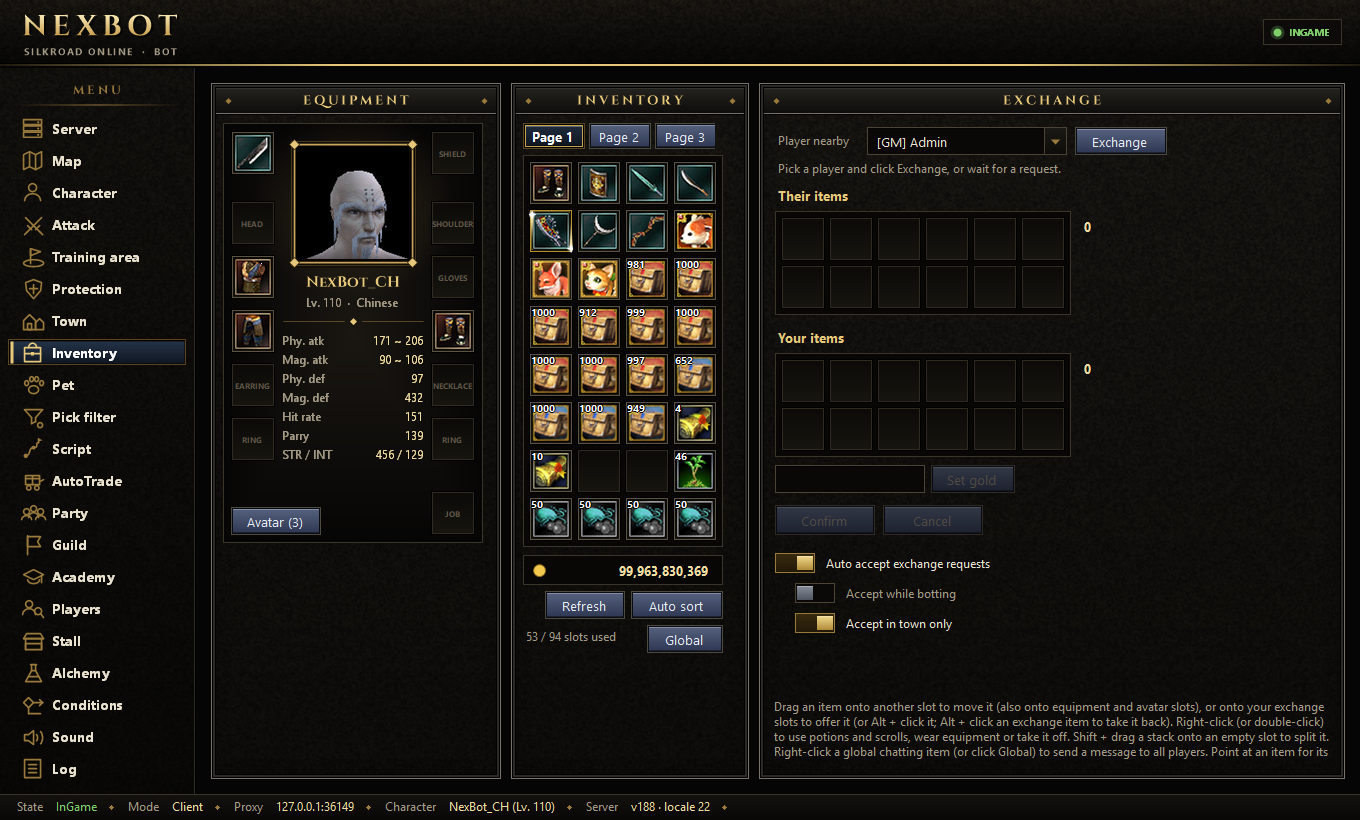 NEXBOT
SILKROAD ONLINE · BOT
INGAME
MENU
Server
Map
Character
Attack
Training area
Protection
Town
Inventory
Pet
Pick filter
Script
AutoTrade
Party
Guild
Academy
Players
Stall
Alchemy
Conditions
Sound
Log
EQUIPMENT
SHIELD
HEAD
SHOULDER
GLOVES
NEXBOT_CH
Lv. 110 · Chinese
Phy. atk 171 ~ 206
Mag. atk 90 ~ 106
Phy. def 97
Mag. def 432
Hit rate 151
Parry 139
STR / INT 456 / 129
EARRING
NECKLACE
RING
RING
JOB
Avatar (3)
INVENTORY
Page 1 Page 2 Page 3
981 1000
1000 912 999 1000
1000 1000 997 652
1000 1000 949 4
10 46
50 50 50 50
99,963,830,369
Refresh Auto sort
53 / 94 slots used Global
EXCHANGE
Player nearby [GM] Admin Exchange
Pick a player and click Exchange, or wait for a request.
Their items
0
Your items
0
Set gold
Confirm Cancel
Auto accept exchange requests
Accept while botting
Accept in town only
Drag an item onto another slot to move it (also onto equipment and avatar slots), or onto your exchange
slots to offer it (or Alt + click it; Alt + click an exchange item to take it back). Right-click (or double-click)
to use potions and scrolls, wear equipment or take it off. Shift + drag a stack onto an empty slot to split it.
Right-click a global chatting item (or click Global) to send a message to all players. Point at an item for its
State InGame Mode Client Proxy 127.0.0.1:36149 Character NexBot_CH (Lv. 110) Server v188 · locale 22